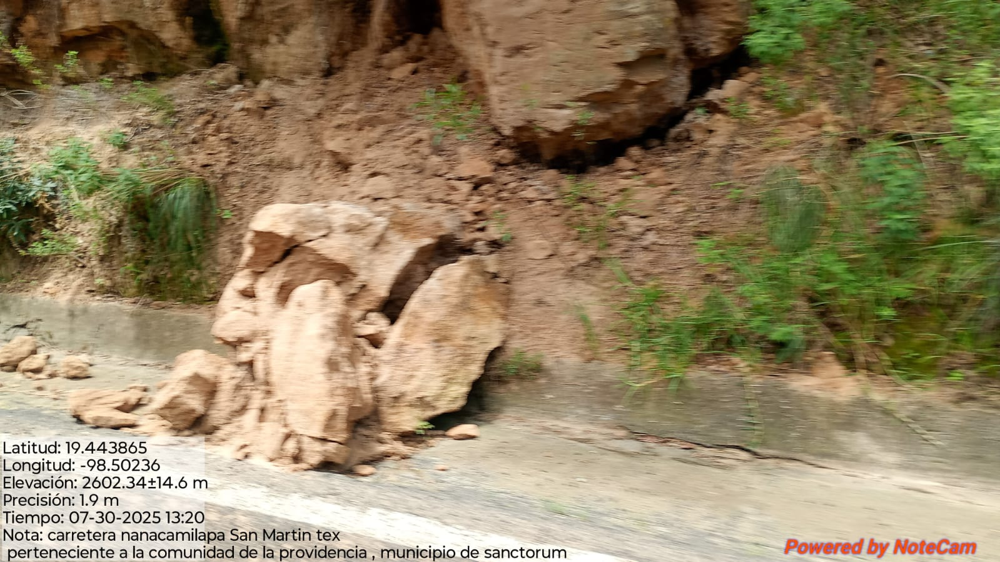 Latitud: 19.443865
Longitud: -98.50236
Elevación: 2602.34±14.6 m
Precisión: 1.9 m
Tiempo: 07-30-2025 13:20
Nota: carretera nanacamilapa San Martin tex
perteneciente a la comunidad de la providencia , municipio de sanctorum
Powered by NoteCam